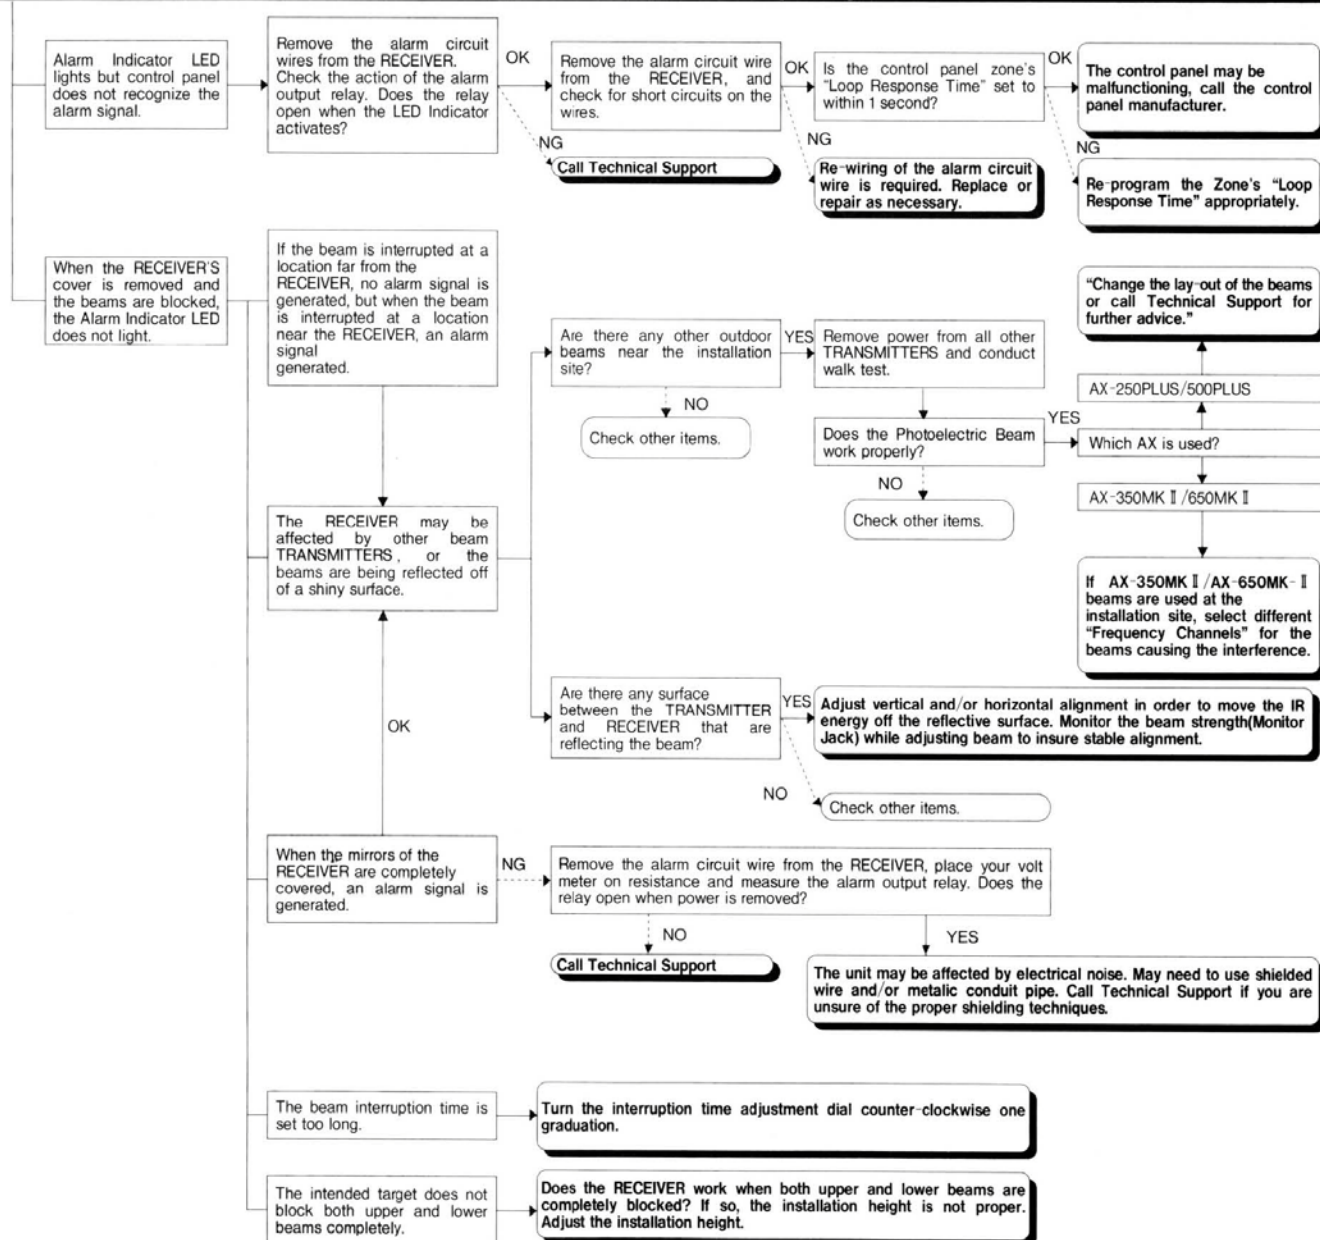 Alarm Indicator LED
lights but control panel
does not recognize the
alarm signal.
Remove the alarm circuit
wires from the RECEIVER.
Check the action of the alarm
output relay. Does the relay
open when the LED Indicator
activates?
OK
NG
Call Technical Support
Remove the alarm circuit wire
from the RECEIVER, and
check for short circuits on the
wires.
OK
NG
Re-wiring of the alarm circuit
wire is required. Replace or
repair as necessary.
Is the control panel zone's
"Loop Response Time" set to
within 1 second?
OK
NG
The control panel may be
malfunctioning, call the control
panel manufacturer.
Re-program the Zone's "Loop
Response Time" appropriately.
When the RECEIVER'S
cover is removed and
the beams are blocked,
the Alarm Indicator LED
does not light.
If the beam is interrupted at a
location far from the
RECEIVER, no alarm signal is
generated, but when the beam
is interrupted at a location
near the RECEIVER, an alarm
signal
generated.
Are there any other outdoor
beams near the installation
site?
YES
NO
Check other items.
Remove power from all other
TRANSMITTERS and conduct
walk test.
Does the Photoelectric Beam
work properly?
YES
NO
Check other items.
"Change the lay-out of the beams
or call Technical Support for
further advice."
AX-250PLUS/500PLUS
Which AX is used?
AX-350MK II /650MK II
If AX-350MK II /AX-650MK- II
beams are used at the
installation site, select different
"Frequency Channels" for the
beams causing the interference.
The RECEIVER may be
affected by other beam
TRANSMITTERS, or the
beams are being reflected off
of a shiny surface.
Are there any surface
between the TRANSMITTER
and RECEIVER that are
reflecting the beam?
YES
Adjust vertical and/or horizontal alignment in order to move the IR
energy off the reflective surface. Monitor the beam strength(Monitor
Jack) while adjusting beam to insure stable alignment.
NO
Check other items.
OK
When the mirrors of the
RECEIVER are completely
covered, an alarm signal is
generated.
NG
Remove the alarm circuit wire from the RECEIVER, place your volt
meter on resistance and measure the alarm output relay. Does the
relay open when power is removed?
NO
Call Technical Support
YES
The unit may be affected by electrical noise. May need to use shielded
wire and/or metalic conduit pipe. Call Technical Support if you are
unsure of the proper shielding techniques.
The beam interruption time is
set too long.
Turn the interruption time adjustment dial counter-clockwise one
graduation.
The intended target does not
block both upper and lower
beams completely.
Does the RECEIVER work when both upper and lower beams are
completely blocked? If so, the installation height is not proper.
Adjust the installation height.